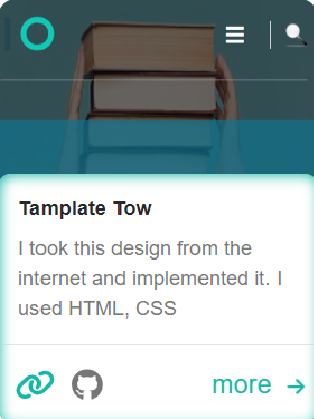 Tamplate Tow
I took this design from the
internet and implemented it. I
used HTML, CSS
more →